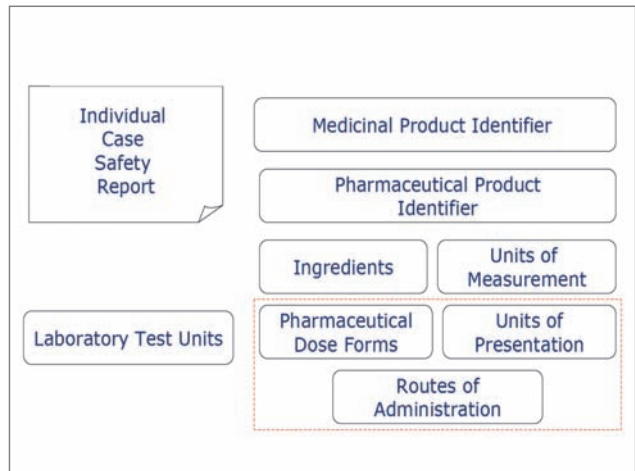 Individual
Case
Safety
Report
Medicinal Product Identifier
Pharmaceutical Product
Identifier
Ingredients
Units of
Measurement
Laboratory Test Units
Pharmaceutical
Dose Forms
Units of
Presentation
Routes of
Administration